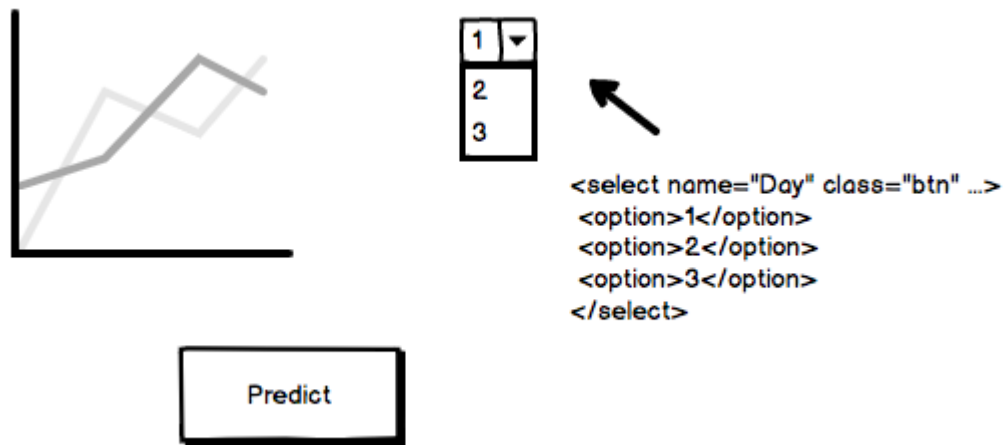 1
2
3
<select name="Day" class="btn" ...>
<option>1</option>
<option>2</option>
<option>3</option>
</select>
Predict